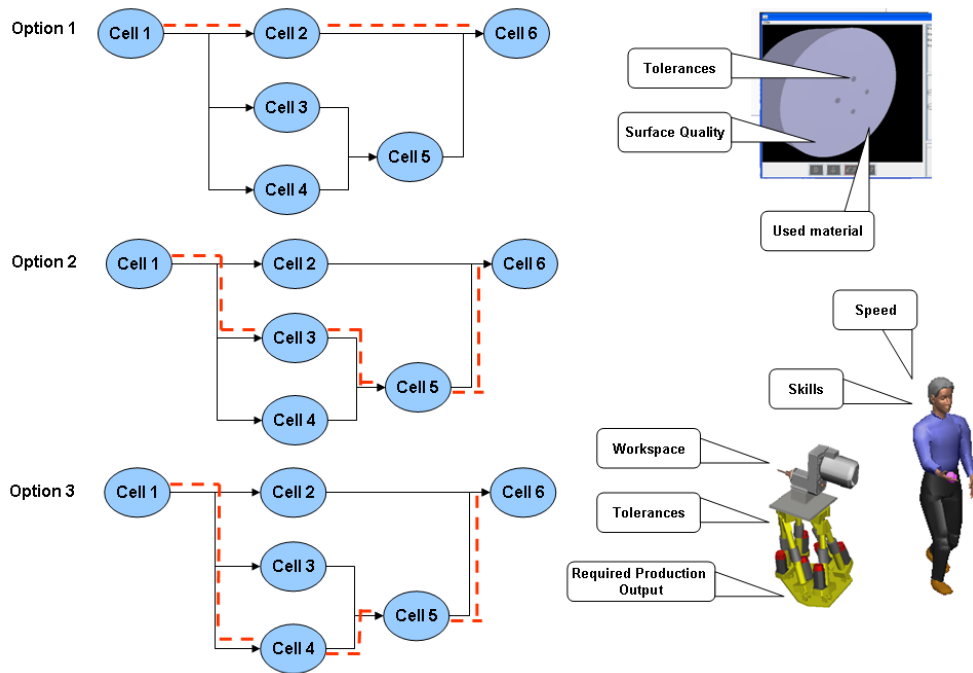 Option 1
Cell 1
Cell 2
Cell 6
Cell 3
Cell 5
Cell 4
Option 2
Cell 1
Cell 2
Cell 6
Cell 3
Cell 5
Cell 4
Option 3
Cell 1
Cell 2
Cell 6
Cell 3
Cell 5
Cell 4
Tolerances
Surface Quality
Used material
Speed
Skills
Workspace
Tolerances
Required Production
Output